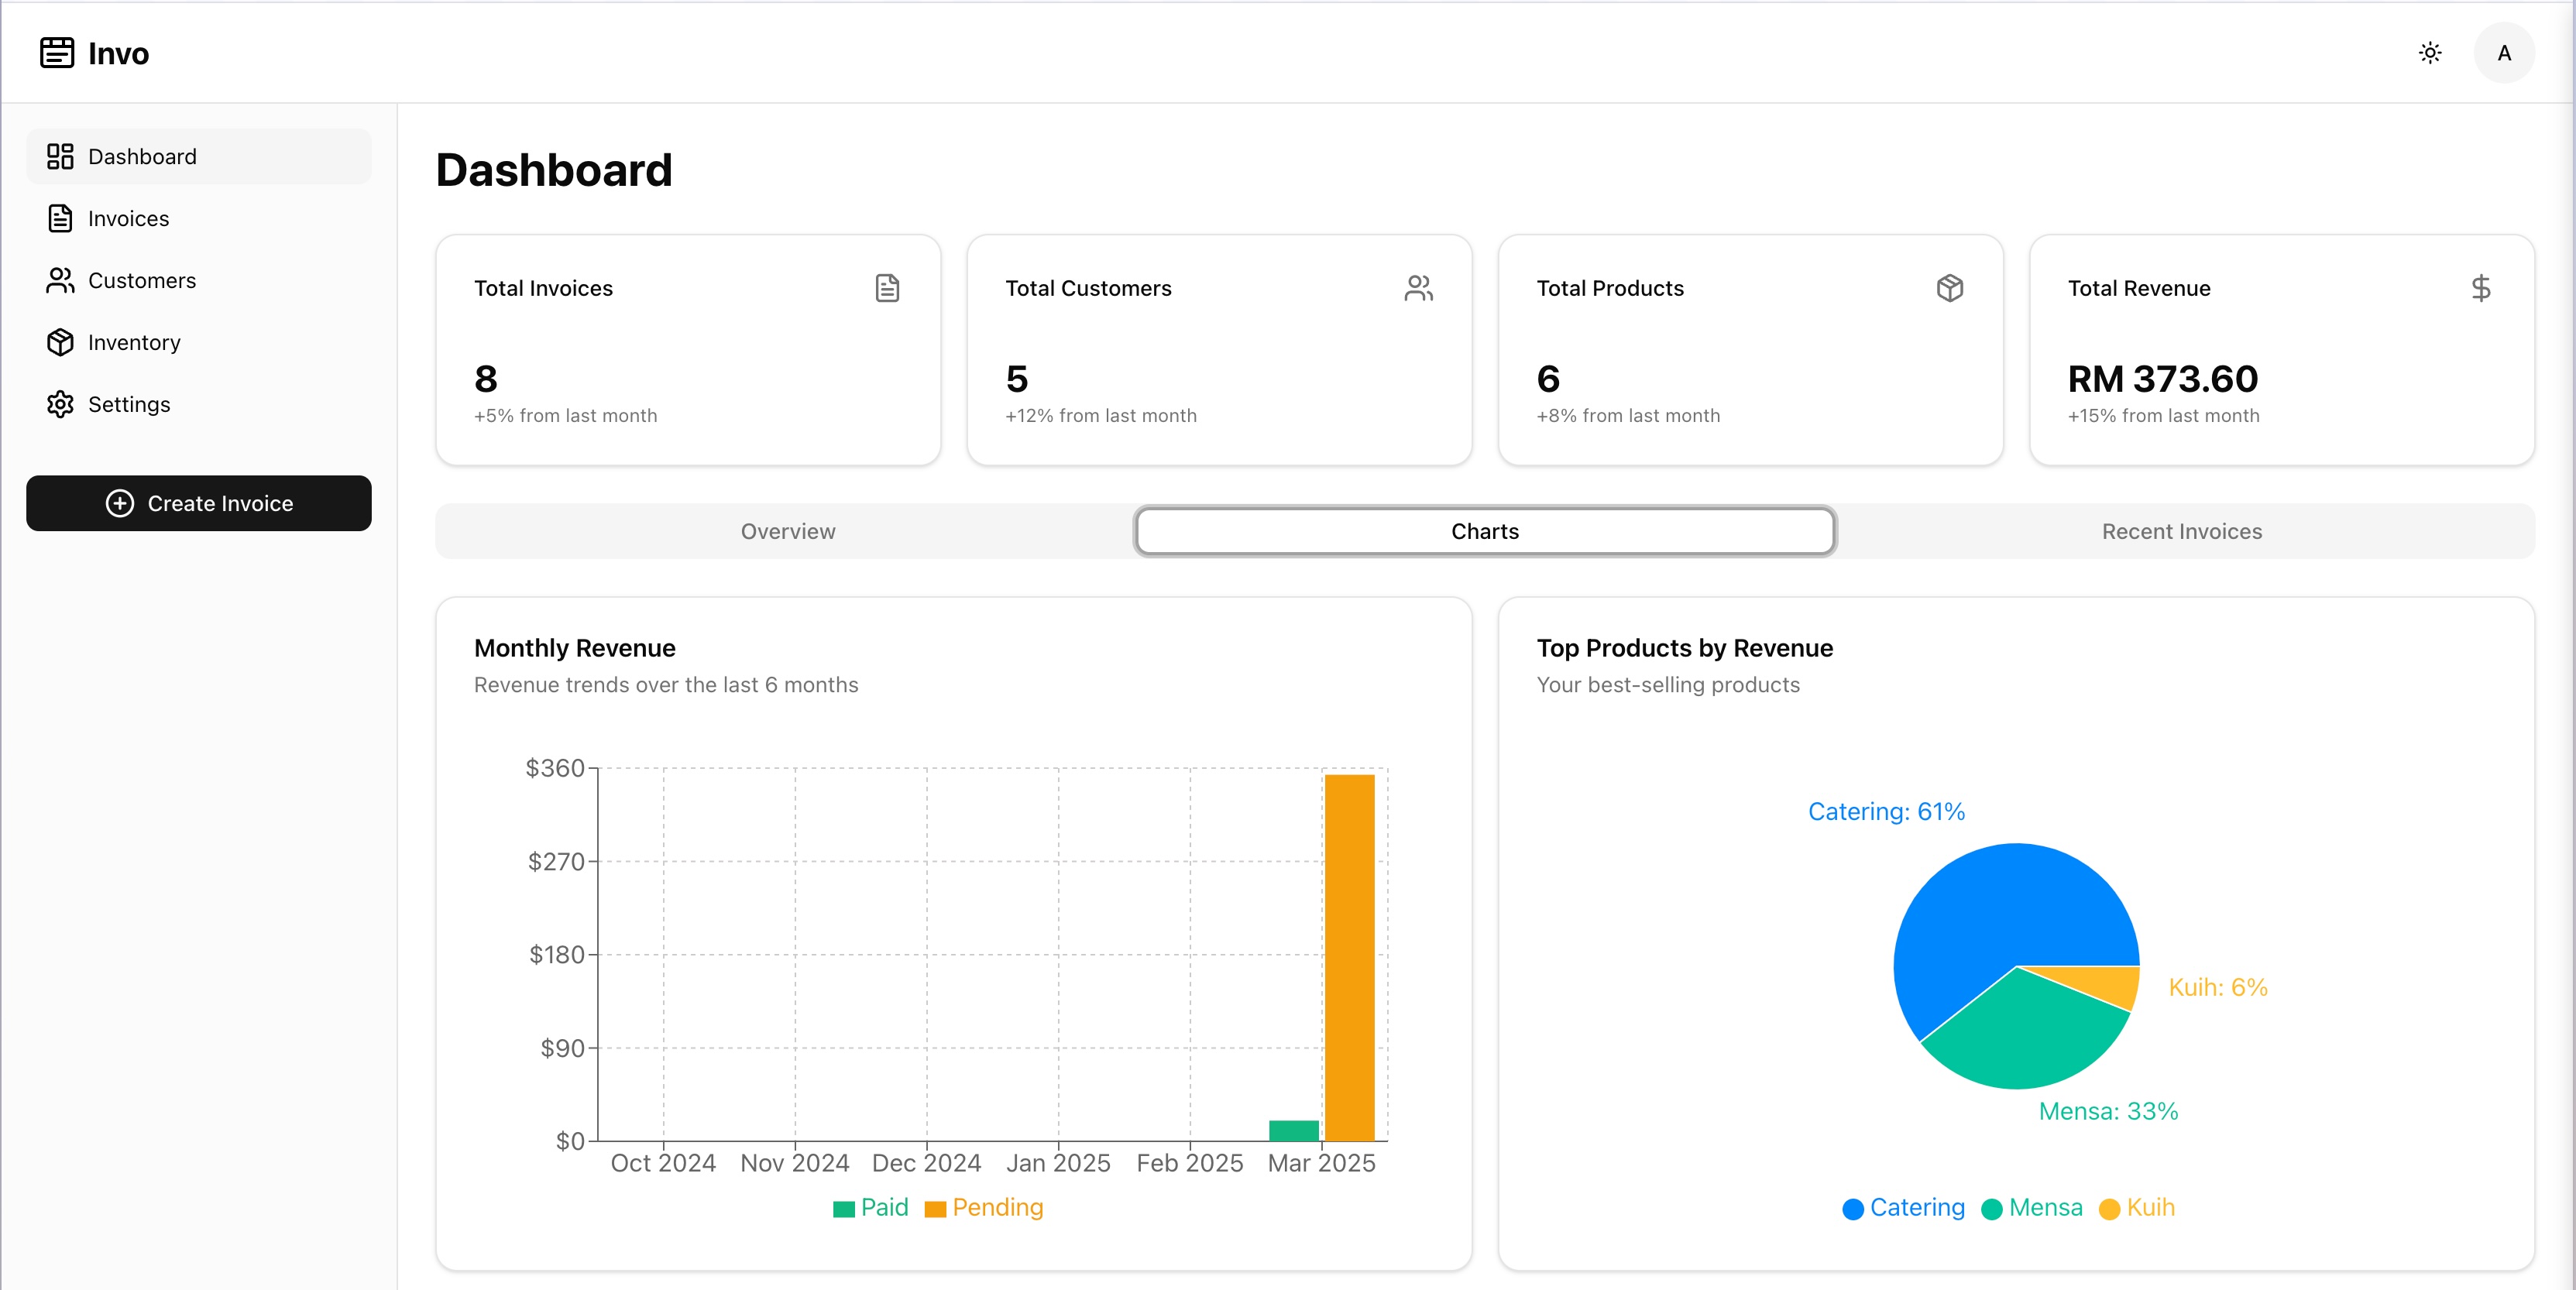 Invo
A
Dashboard
Invoices
Customers
Inventory
Settings
Create Invoice
Dashboard
Total Invoices
8
+5% from last month
Total Customers
5
+12% from last month
Total Products
6
+8% from last month
Total Revenue
RM 373.60
+15% from last month
Overview
Charts
Recent Invoices
Monthly Revenue
Revenue trends over the last 6 months
$360
$270
$180
$90
$0
Oct 2024 Nov 2024 Dec 2024 Jan 2025 Feb 2025 Mar 2025
Paid Pending
Top Products by Revenue
Your best-selling products
Catering: 61%
Kuih: 6%
Mensa: 33%
Catering Mensa Kuih